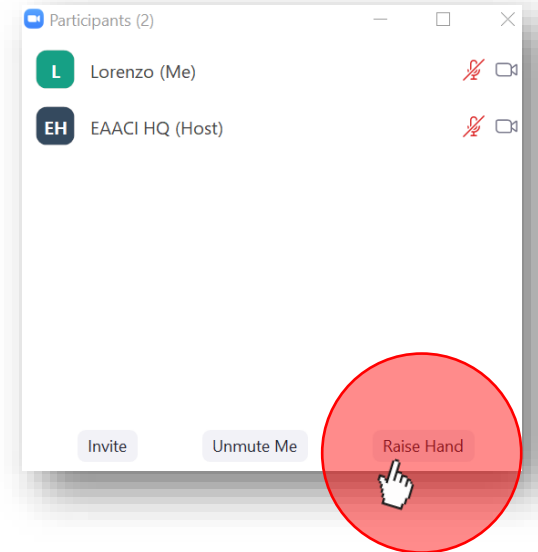 Participants (2)
L Lorenzo (Me)
EH EAACI HQ (Host)
Invite Unmute Me Raise Hand